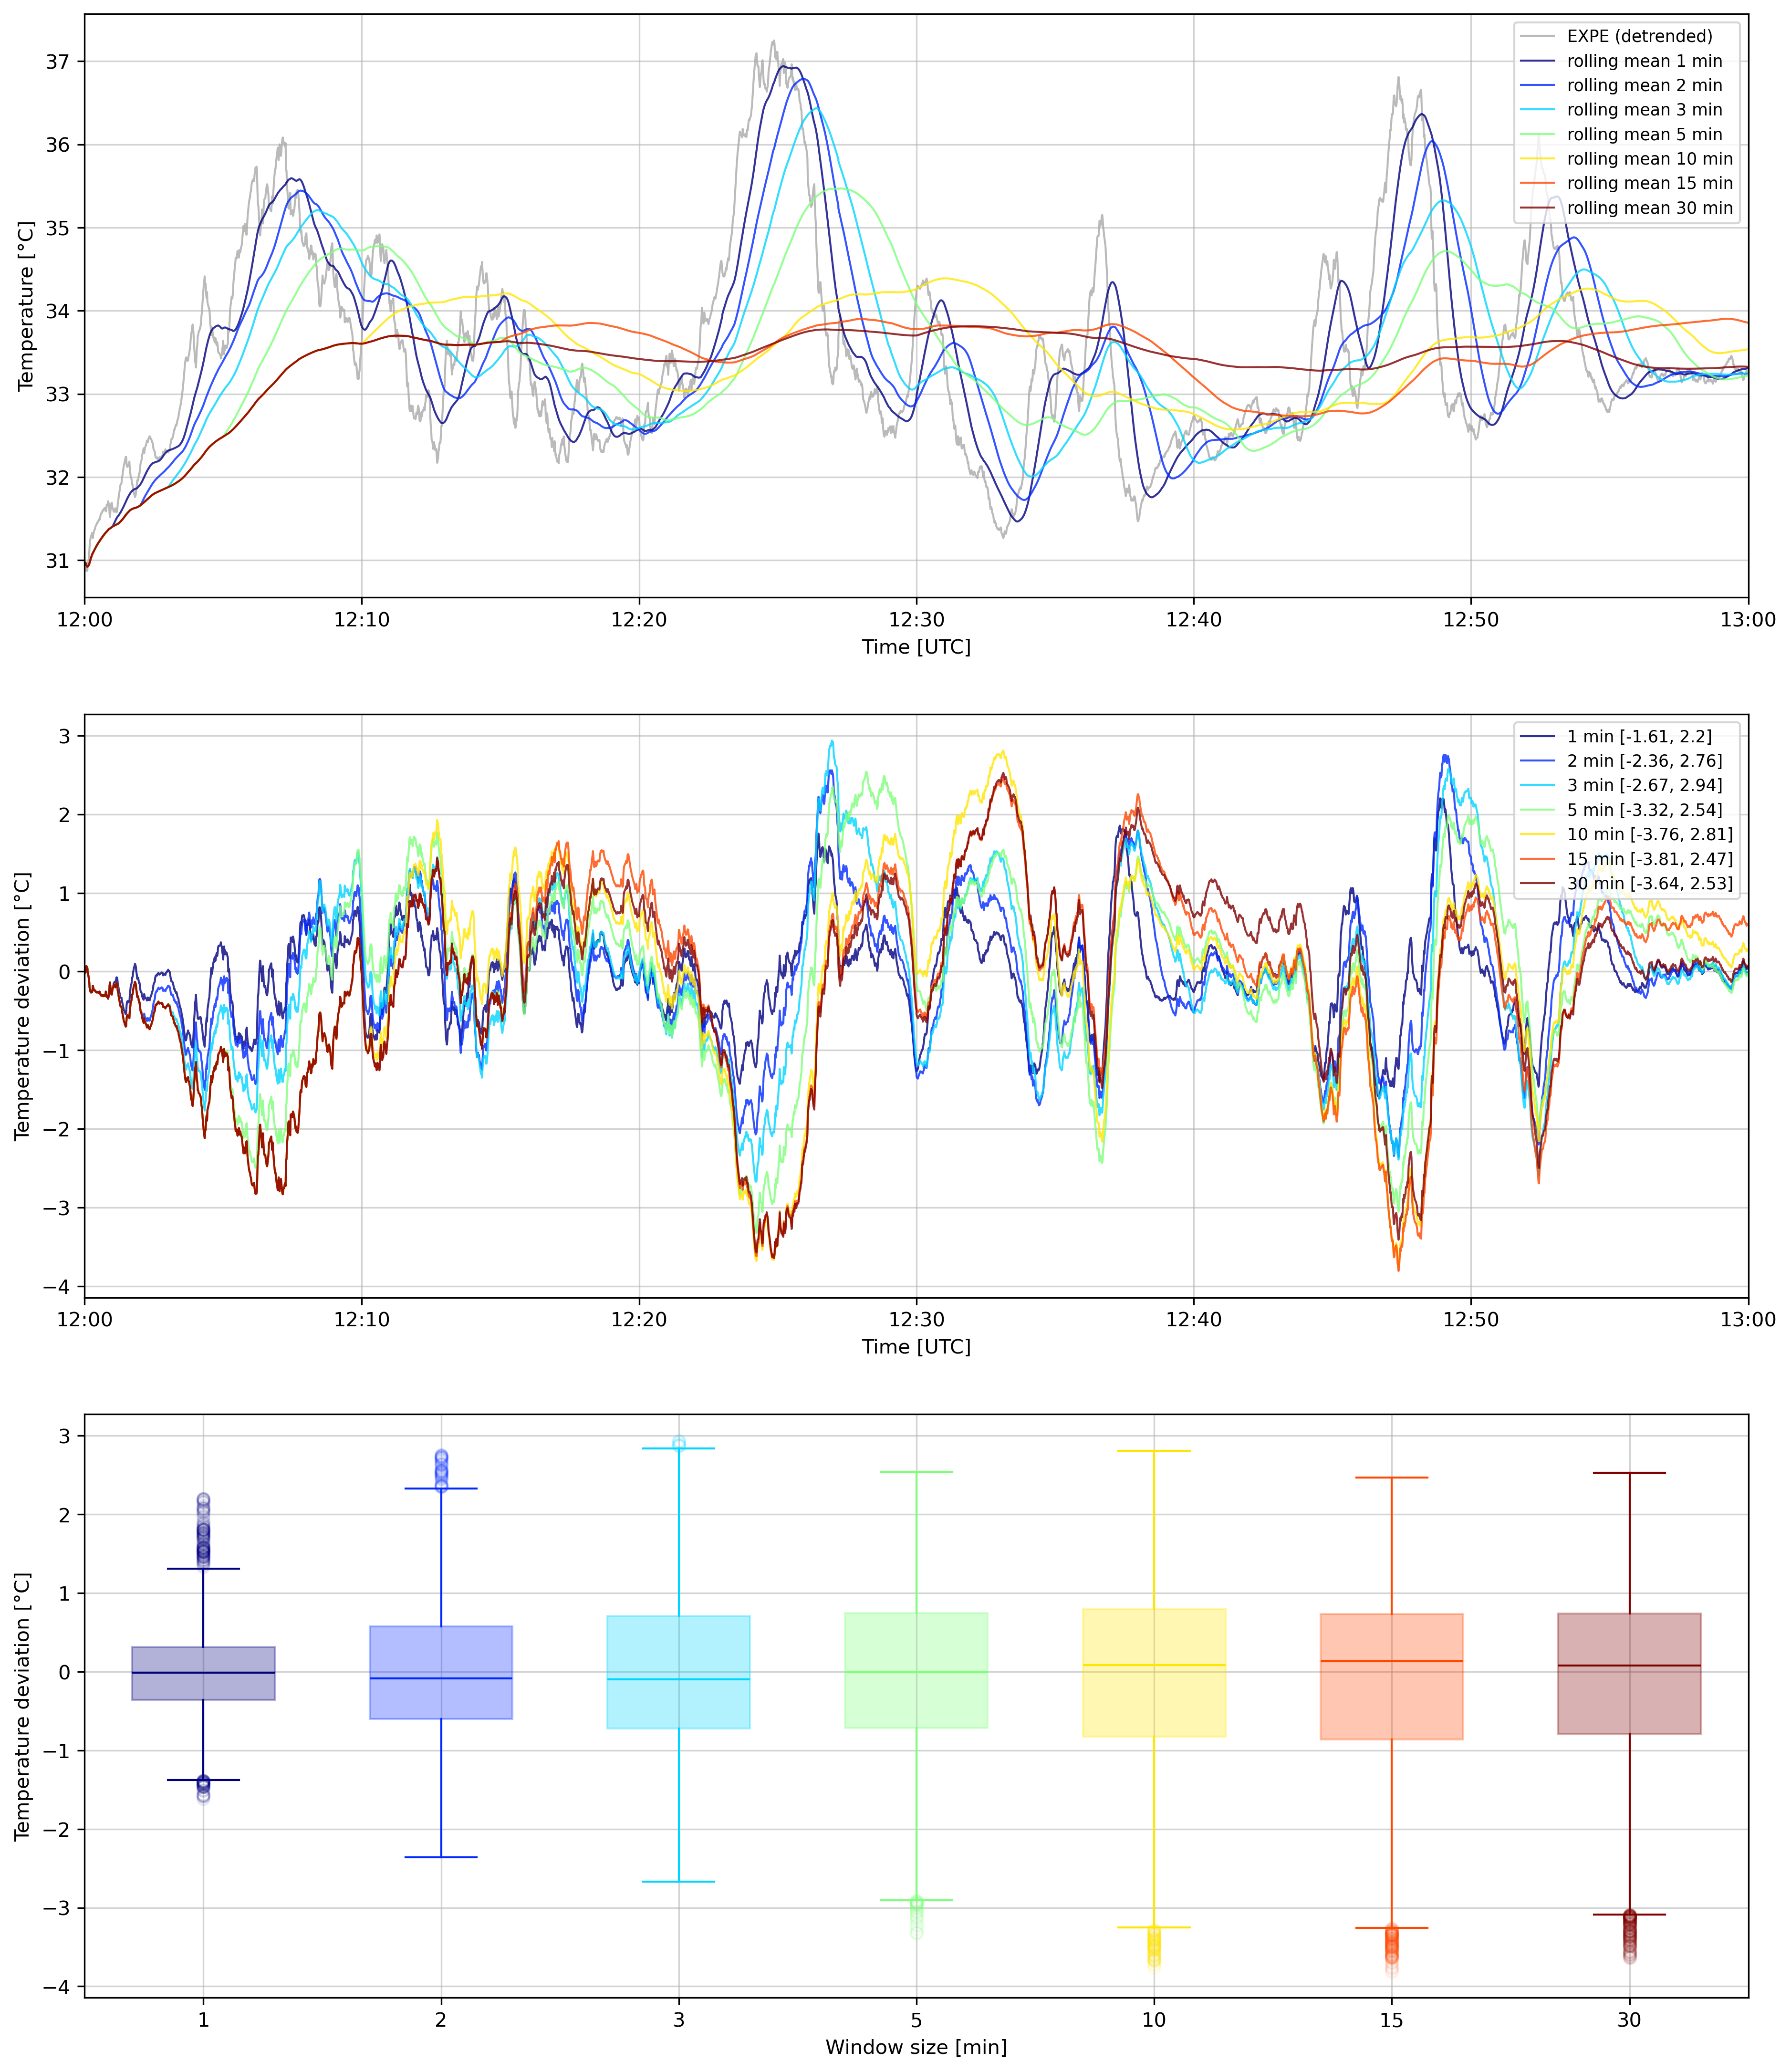 Temperature [°C]
37
36
35
34
33
32
31
EXPE (detrended)
rolling mean 1 min
rolling mean 2 min
rolling mean 3 min
rolling mean 5 min
rolling mean 10 min
rolling mean 15 min
rolling mean 30 min
12:00 12:10 12:20 12:30 12:40 12:50 13:00
Time [UTC]
Temperature deviation [°C]
3
2
1
0
−1
−2
−3
−4
1 min [-1.61, 2.2]
2 min [-2.36, 2.76]
3 min [-2.67, 2.94]
5 min [-3.32, 2.54]
10 min [-3.76, 2.81]
15 min [-3.81, 2.47]
30 min [-3.64, 2.53]
12:00 12:10 12:20 12:30 12:40 12:50 13:00
Time [UTC]
Temperature deviation [°C]
3
2
1
0
−1
−2
−3
−4
1 2 3 5 10 15 30
Window size [min]